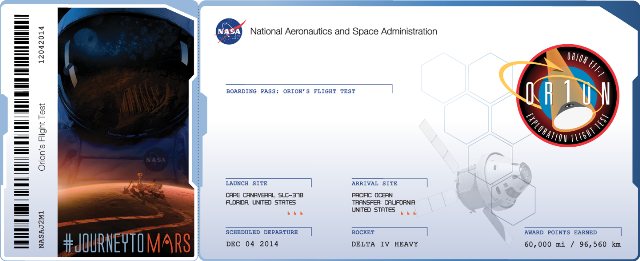 12042014
Orion's Flight Test
NASAJ2M1
NASA
#JOURNEYTOMARS
NASA
National Aeronautics and Space Administration
BOARDING PASS: ORION'S FLIGHT TEST
ORION EFT-1
ORION
EXPLORATION FLIGHT TEST
LAUNCH SITE
CAPE CANAVERAL SLC-37B
FLORIDA, UNITED STATES
ARRIVAL SITE
PACIFIC OCEAN
TRANSFER: CALIFORNIA
UNITED STATES
SCHEDULED DEPARTURE
DEC 04 2014
ROCKET
DELTA IV HEAVY
AWARD POINTS EARNED
60,000 mi / 96,560 km